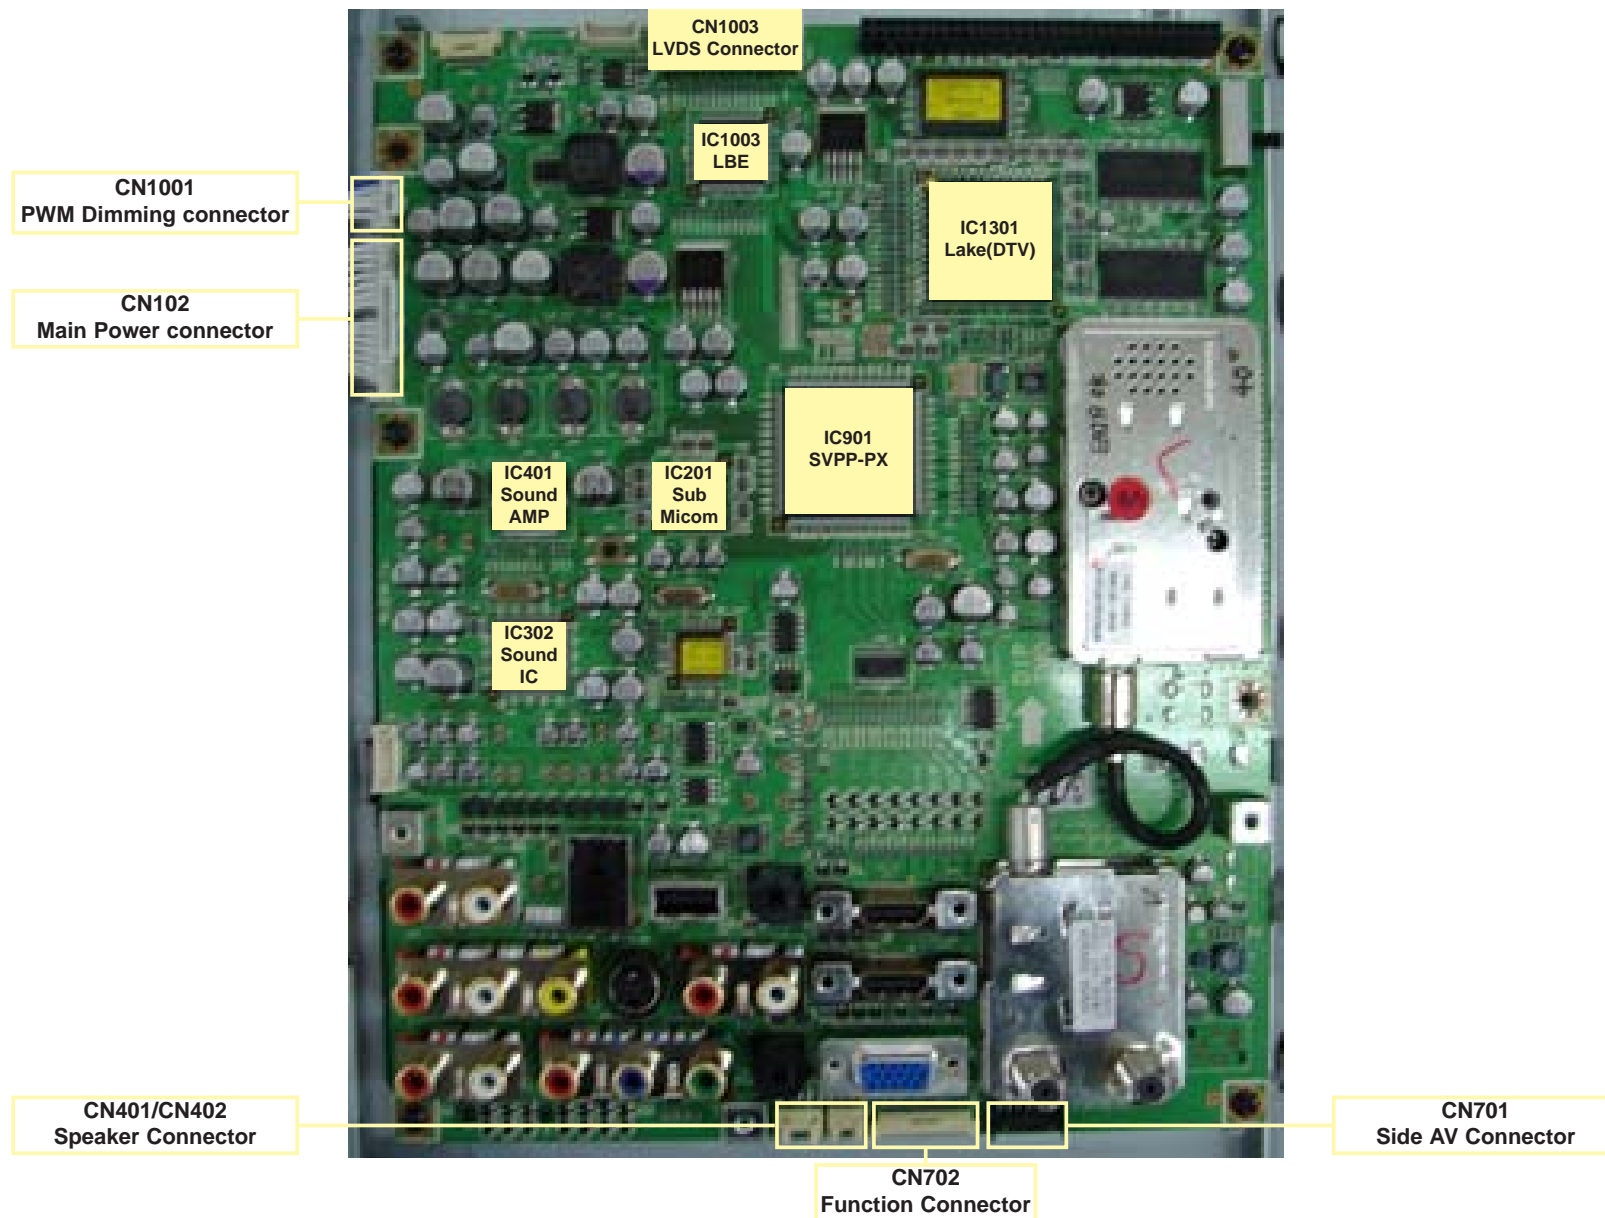 CN1003
LVDS Connector
IC1003
LBE
CN1001
PWM Dimming connector
IC1301
Lake(DTV)
CN102
Main Power connector
IC901
SVPP-PX
IC401
Sound
AMP
IC201
Sub
Micom
IC302
Sound
IC
CN401/CN402
Speaker Connector
CN701
Side AV Connector
CN702
Function Connector